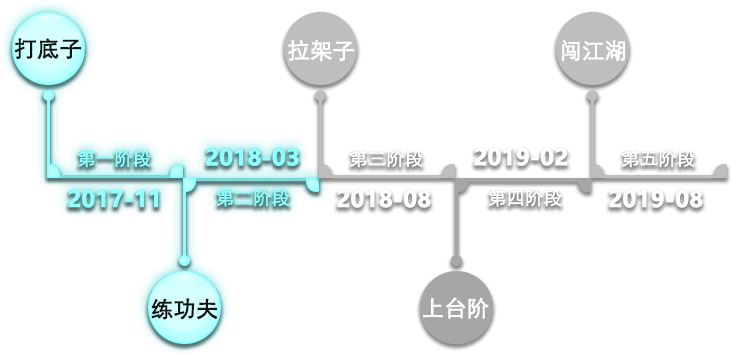 打底子
拉架子
闯江湖
第一阶段
2018-03
第三阶段
2019-02
第五阶段
2017-11
第二阶段
2018-08
第四阶段
2019-08
练功夫
上台阶